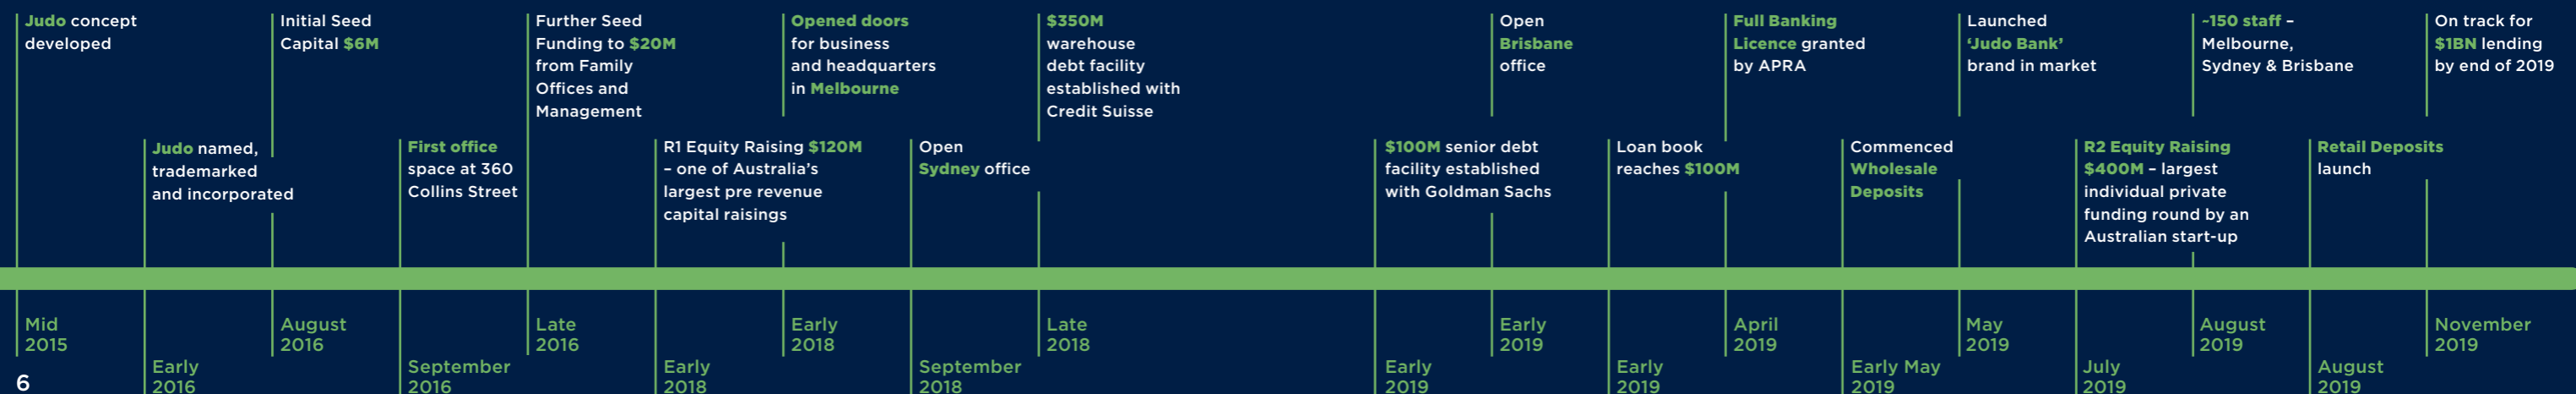 Judo concept
developed
Initial Seed
Capital $6M
Further Seed
Funding to $20M
from Family
Offices and
Management
Opened doors
for business
and headquarters
in Melbourne
$350M
warehouse
debt facility
established with
Credit Suisse
Open
Brisbane
office
Full Banking
Licence granted
by APRA
Launched
‘Judo Bank’
brand in market
~150 staff –
Melbourne,
Sydney & Brisbane
On track for
$1BN lending
by end of 2019
Judo named,
trademarked
and incorporated
First office
space at 360
Collins Street
R1 Equity Raising $120M
– one of Australia’s
largest pre revenue
capital raisings
Open
Sydney office
$100M senior debt
facility established
with Goldman Sachs
Loan book
reaches $100M
Commenced
Wholesale
Deposits
R2 Equity Raising
$400M – largest
individual private
funding round by an
Australian start-up
Retail Deposits
launch
Mid
2015
August
2016
Late
2016
Early
2018
Late
2018
Early
2019
April
2019
May
2019
August
2019
November
2019
Early
2016
September
2016
Early
2018
September
2018
Early
2019
Early
2019
Early May
2019
July
2019
August
2019
6